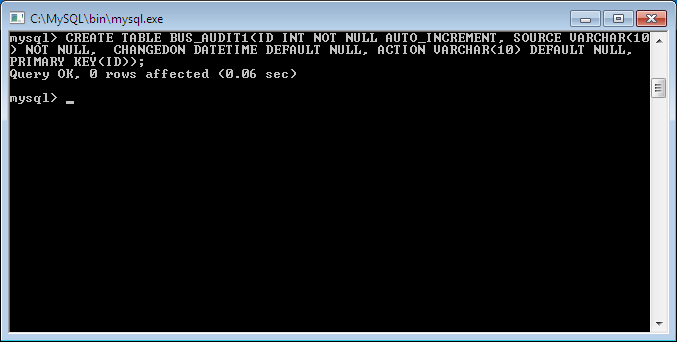 C:\MySQL\bin\mysql.exe
mysql> CREATE TABLE BUS_AUDIT1(ID INT NOT NULL AUTO_INCREMENT, SOURCE VARCHAR(10
) NOT NULL,  CHANGEDON DATETIME DEFAULT NULL, ACTION VARCHAR(10) DEFAULT NULL,
PRIMARY KEY(ID));
Query OK, 0 rows affected (0.06 sec)
mysql> _